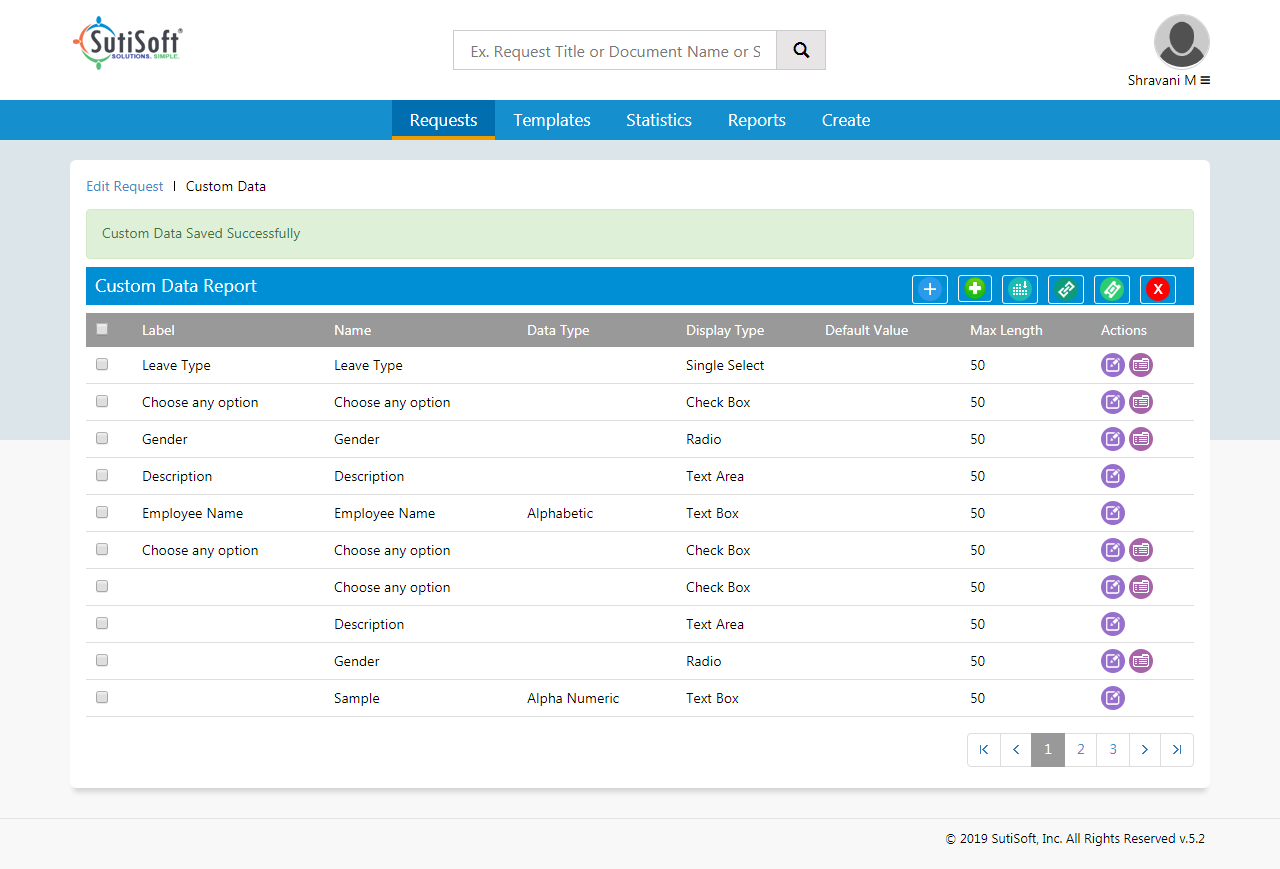 SutiSoft®
SOLUTIONS. SIMPLE.
Ex. Request Title or Document Name or S
Shravani M
Requests Templates Statistics Reports Create
Edit Request | Custom Data
Custom Data Saved Successfully
Custom Data Report X
Label Name Data Type Display Type Default Value Max Length Actions
Leave Type Leave Type Single Select 50
Choose any option Choose any option Check Box 50
Gender Gender Radio 50
Description Description Text Area 50
Employee Name Employee Name Alphabetic Text Box 50
Choose any option Choose any option Check Box 50
Choose any option Check Box 50
Description Text Area 50
Gender Radio 50
Sample Alpha Numeric Text Box 50
1 2 3
© 2019 SutiSoft, Inc. All Rights Reserved v.5.2